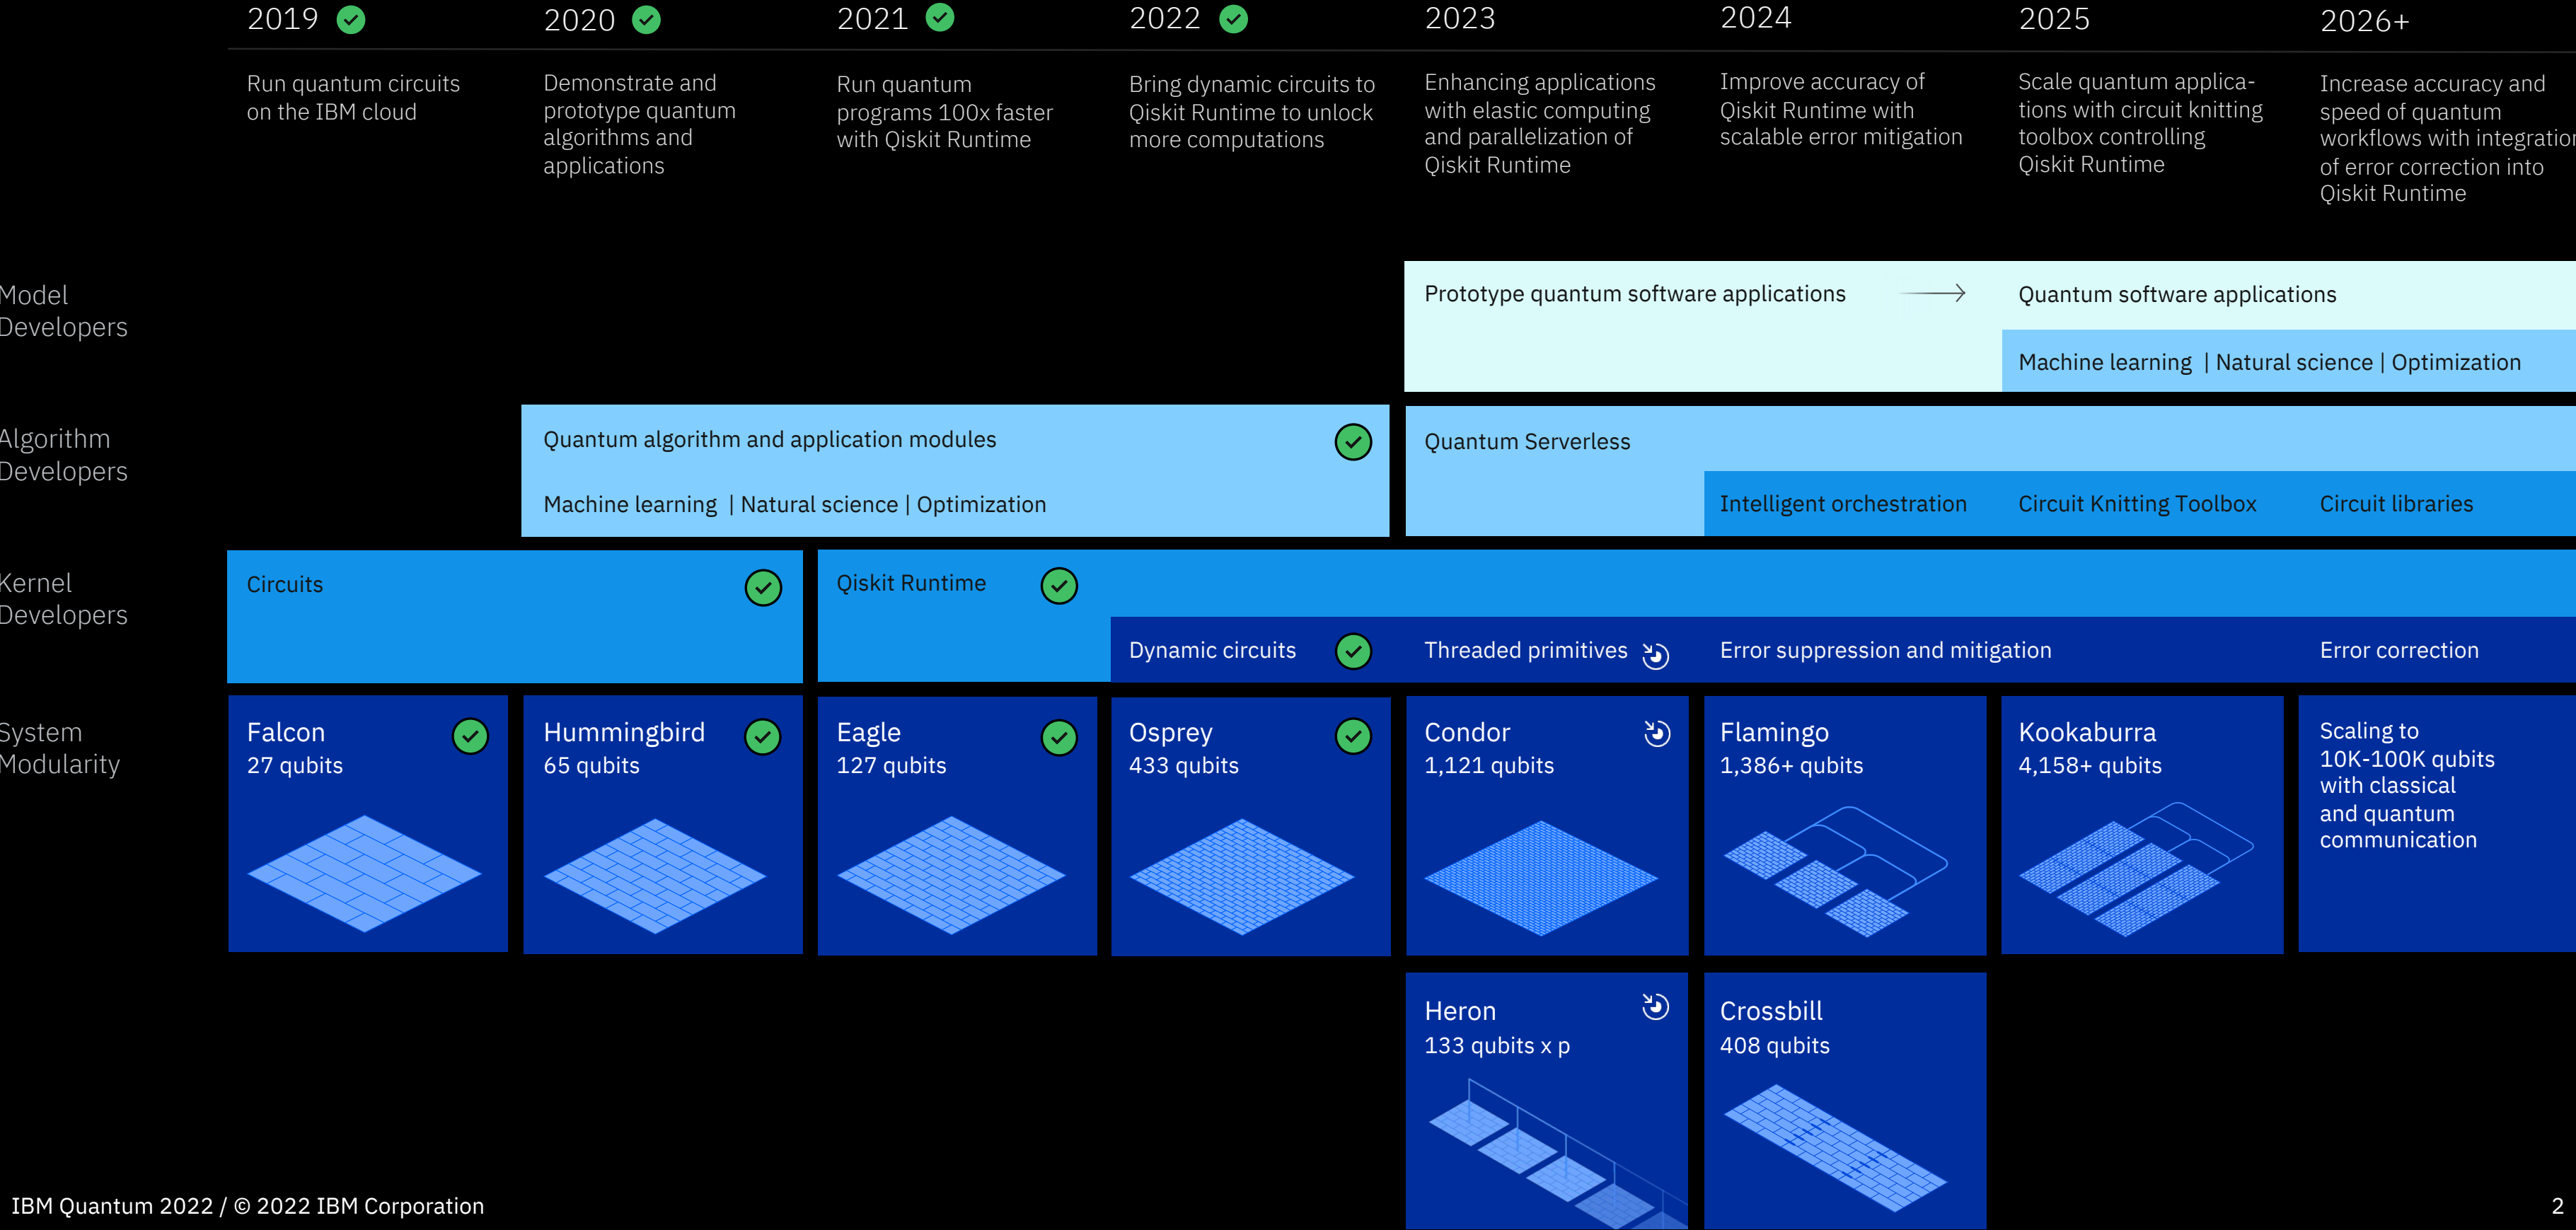 2019
2020
2021
2022
2023
2024
2025
2026+
Run quantum circuits
on the IBM cloud
Demonstrate and
prototype quantum
algorithms and
applications
Run quantum
programs 100x faster
with Qiskit Runtime
Bring dynamic circuits to
Qiskit Runtime to unlock
more computations
Enhancing applications
with elastic computing
and parallelization of
Qiskit Runtime
Improve accuracy of
Qiskit Runtime with
scalable error mitigation
Scale quantum applica-
tions with circuit knitting
toolbox controlling
Qiskit Runtime
Increase accuracy and
speed of quantum
workflows with integration
of error correction into
Qiskit Runtime
Model
Developers
Prototype quantum software applications
Quantum software applications
Machine learning | Natural science | Optimization
Algorithm
Developers
Quantum algorithm and application modules
Machine learning | Natural science | Optimization
Quantum Serverless
Intelligent orchestration
Circuit Knitting Toolbox
Circuit libraries
Kernel
Developers
Circuits
Qiskit Runtime
Dynamic circuits
Threaded primitives
Error suppression and mitigation
Error correction
System
Modularity
Falcon
27 qubits
Hummingbird
65 qubits
Eagle
127 qubits
Osprey
433 qubits
Condor
1,121 qubits
Flamingo
1,386+ qubits
Kookaburra
4,158+ qubits
Scaling to
10K-100K qubits
with classical
and quantum
communication
Heron
133 qubits x p
Crossbill
408 qubits
IBM Quantum 2022 / © 2022 IBM Corporation
2